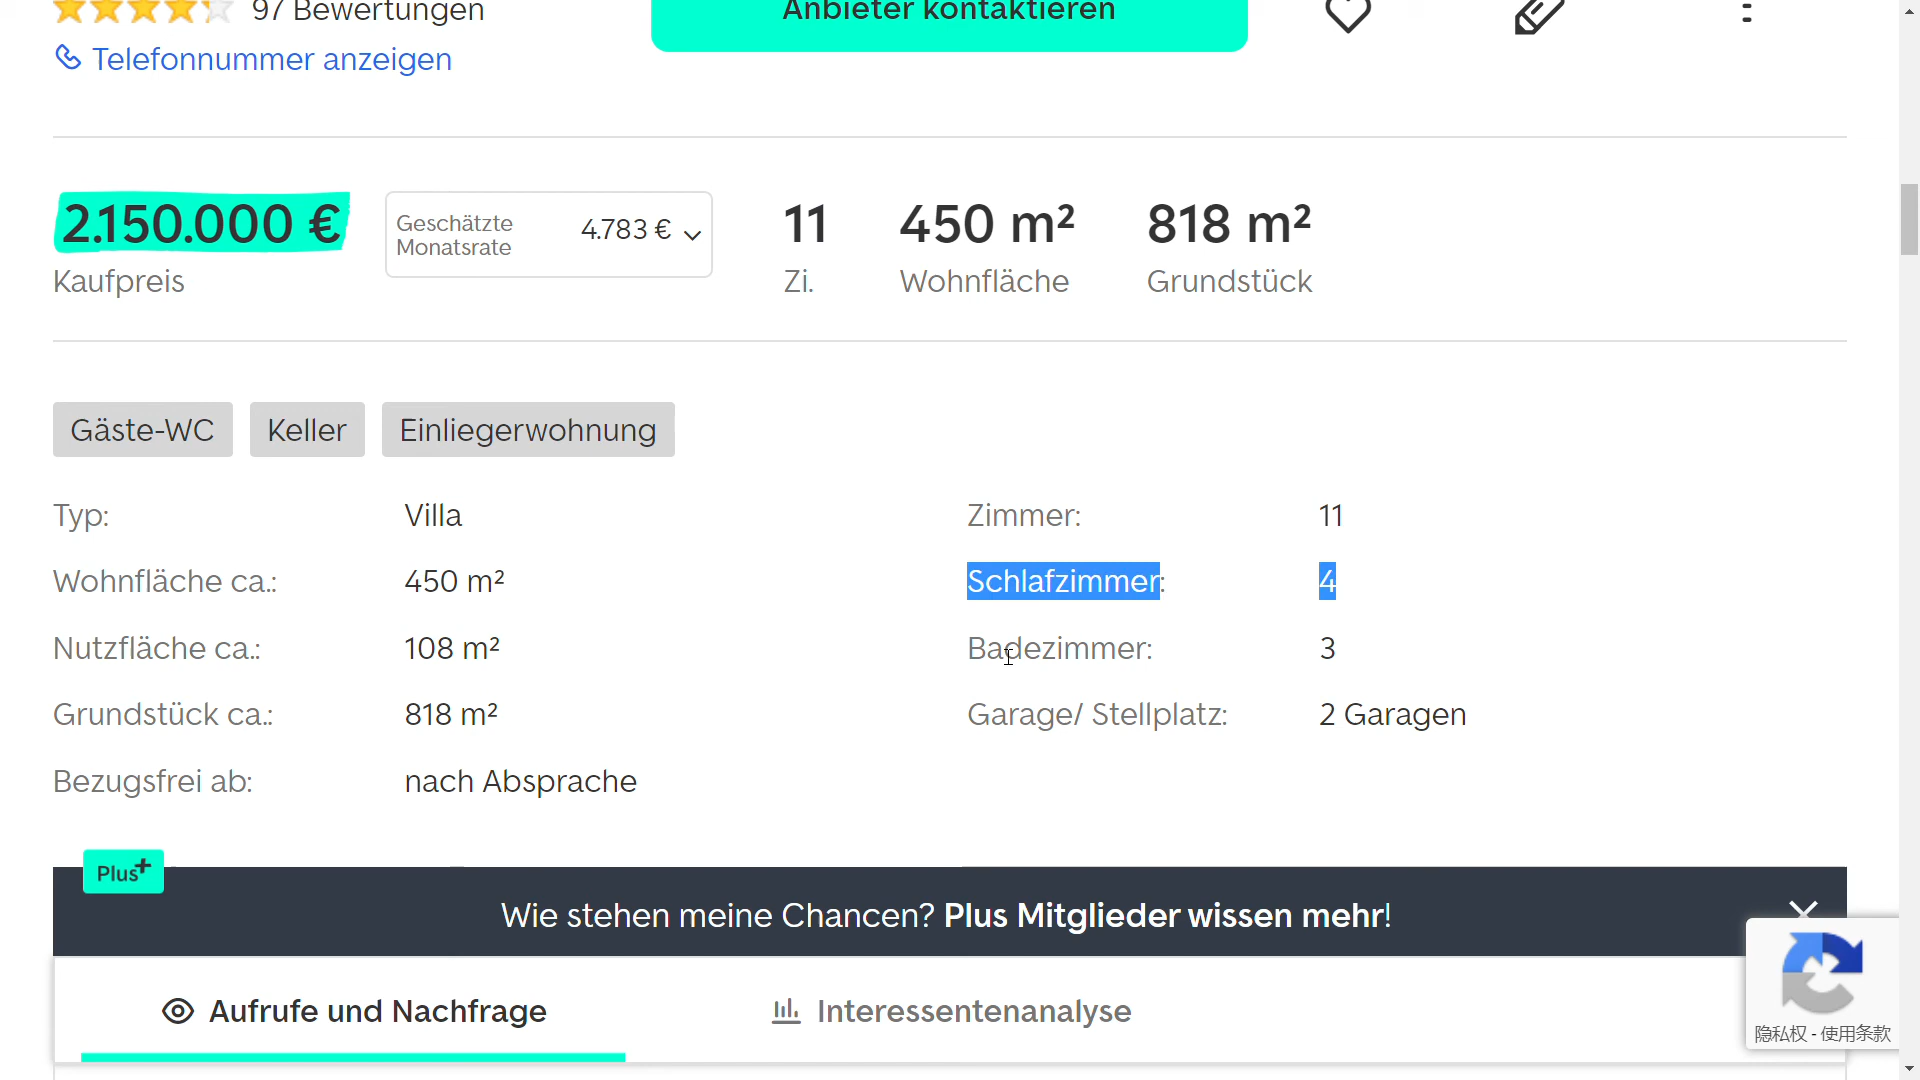 97 Bewertungen
Anbieter kontaktieren
Telefonnummer anzeigen
2.150.000 €
Kaufpreis
Geschätzte
Monatsrate
4.783 €
11
Zi.
450 m²
Wohnfläche
818 m²
Grundstück
Gäste-WC
Keller
Einliegerwohnung
Typ: Villa
Wohnfläche ca.: 450 m²
Nutzfläche ca.: 108 m²
Grundstück ca.: 818 m²
Bezugsfrei ab: nach Absprache
Zimmer: 11
Schlafzimmer: 4
Badezimmer: 3
Garage/ Stellplatz: 2 Garagen
Plus+
Wie stehen meine Chancen? Plus Mitglieder wissen mehr!
Aufrufe und Nachfrage
Interessentenanalyse
隐私权 - 使用条款